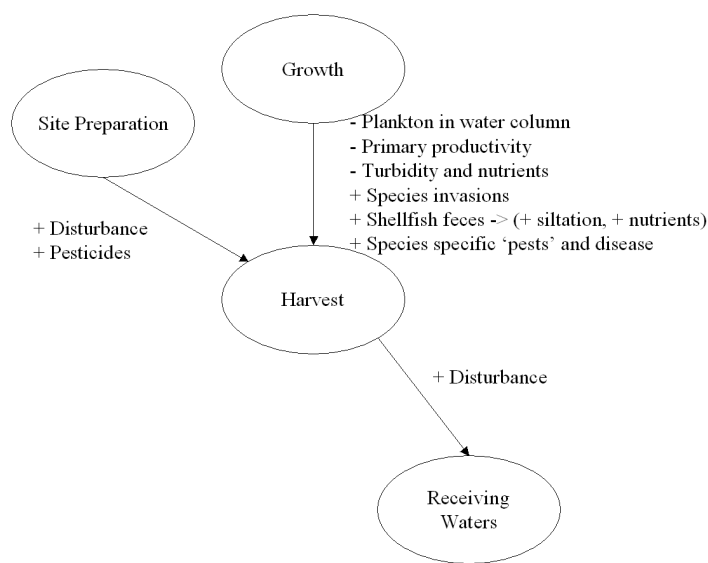 Growth
Site Preparation
- Plankton in water column
- Primary productivity
- Turbidity and nutrients
+ Species invasions
+ Shellfish feces -> (+ siltation, + nutrients)
+ Species specific ‘pests’ and disease
+ Disturbance
+ Pesticides
Harvest
+ Disturbance
Receiving
Waters